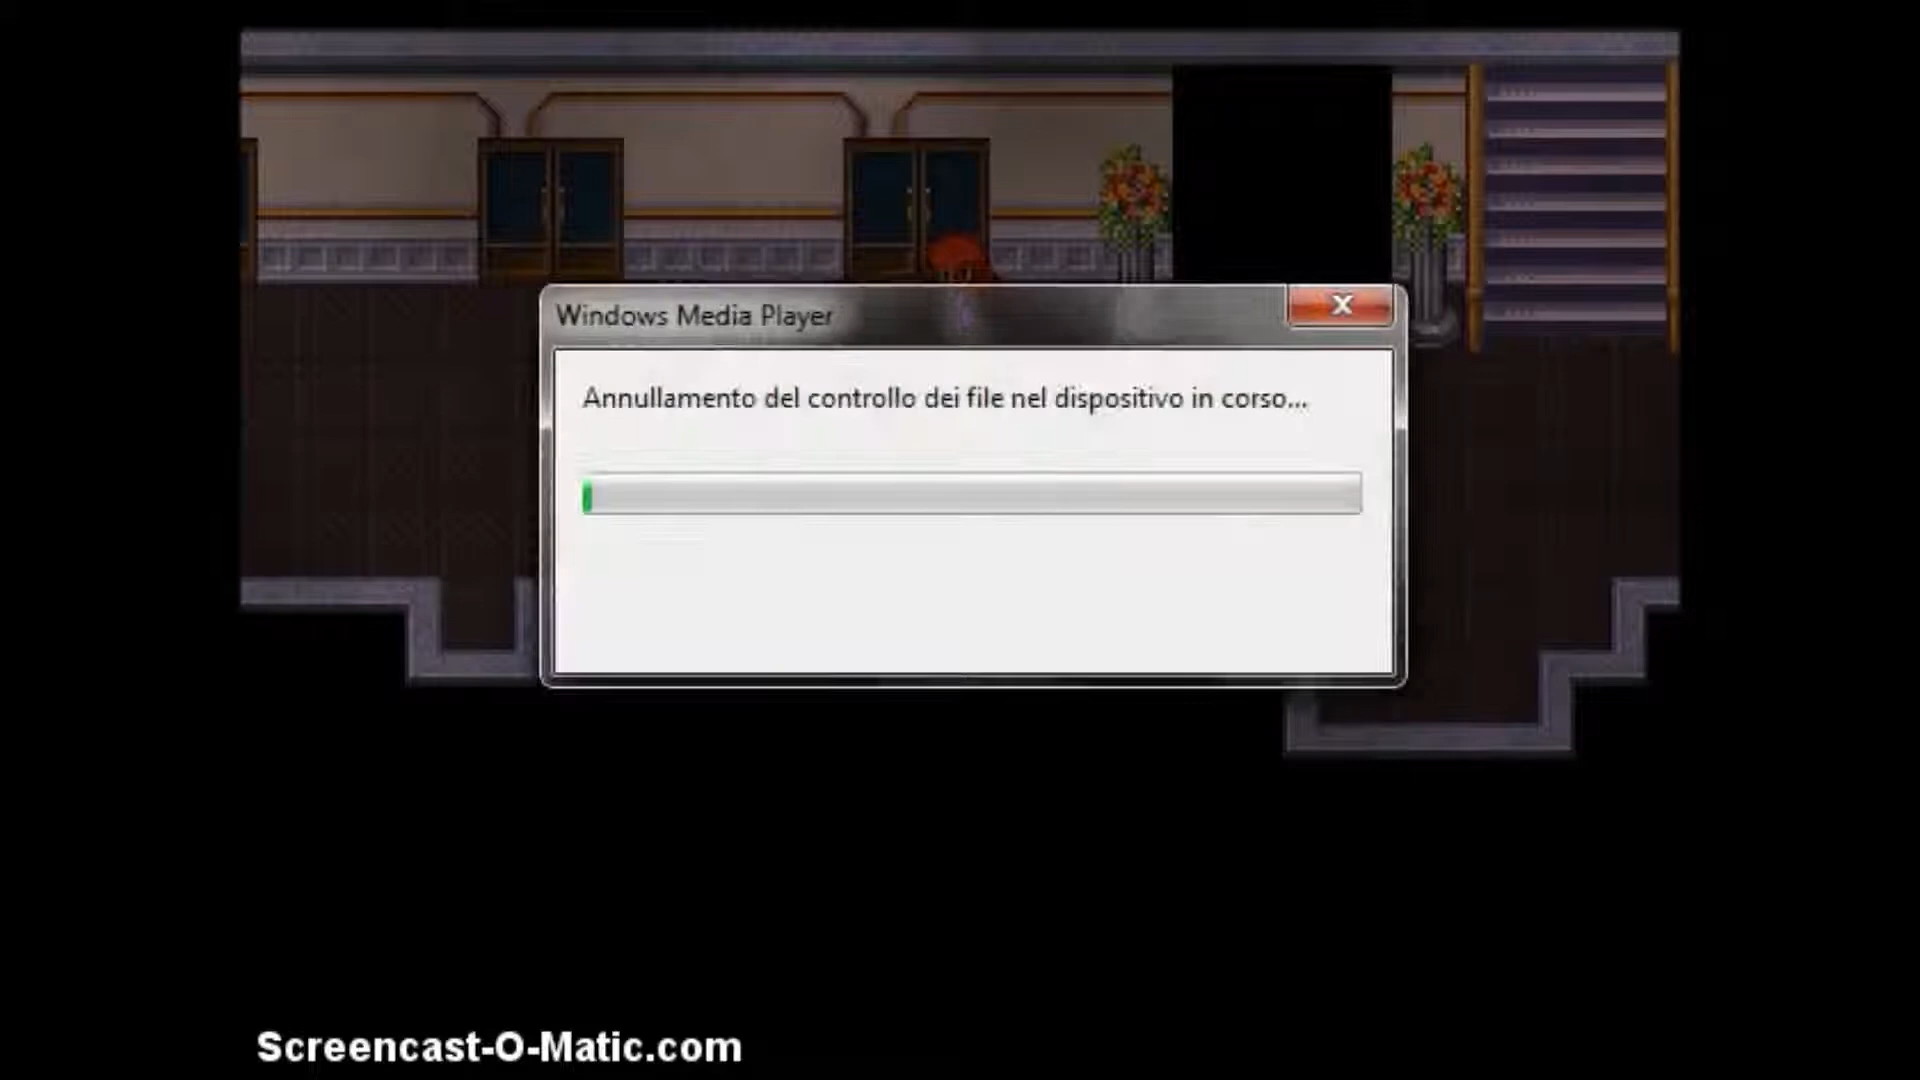 Windows Media Player
Annullamento del controllo dei file nel dispositivo in corso...
Screencast-O-Matic.com